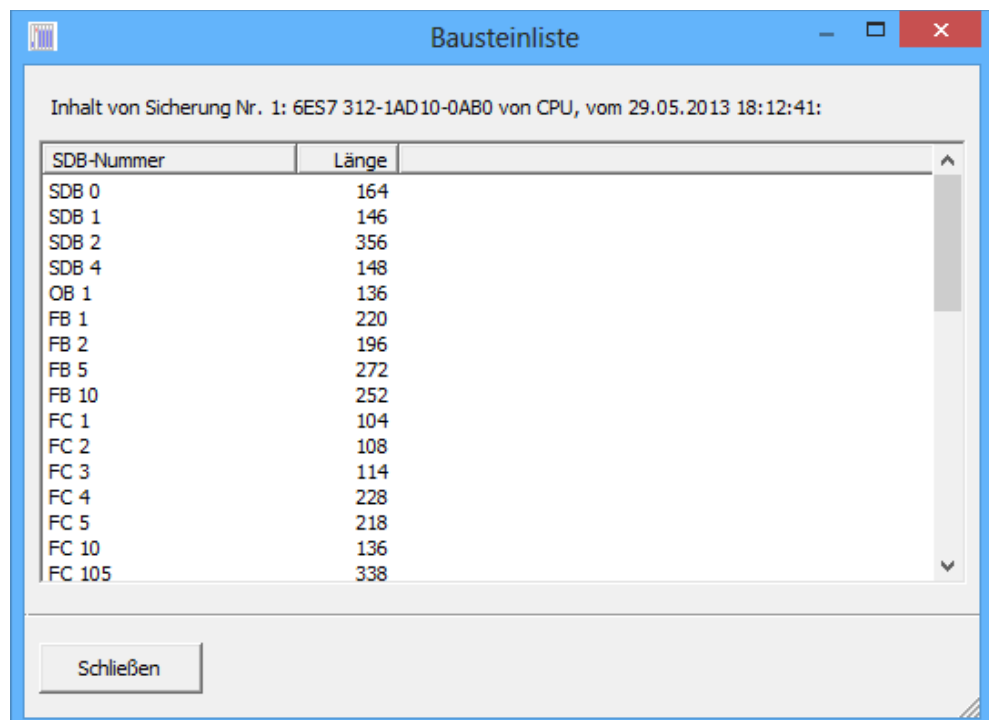 Bausteinliste
Inhalt von Sicherung Nr. 1: 6ES7 312-1AD10-0AB0 von CPU, vom 29.05.2013 18:12:41:
SDB-Nummer Länge
SDB 0 164
SDB 1 146
SDB 2 356
SDB 4 148
OB 1 136
FB 1 220
FB 2 196
FB 5 272
FB 10 252
FC 1 104
FC 2 108
FC 3 114
FC 4 228
FC 5 218
FC 10 136
FC 105 338
Schließen